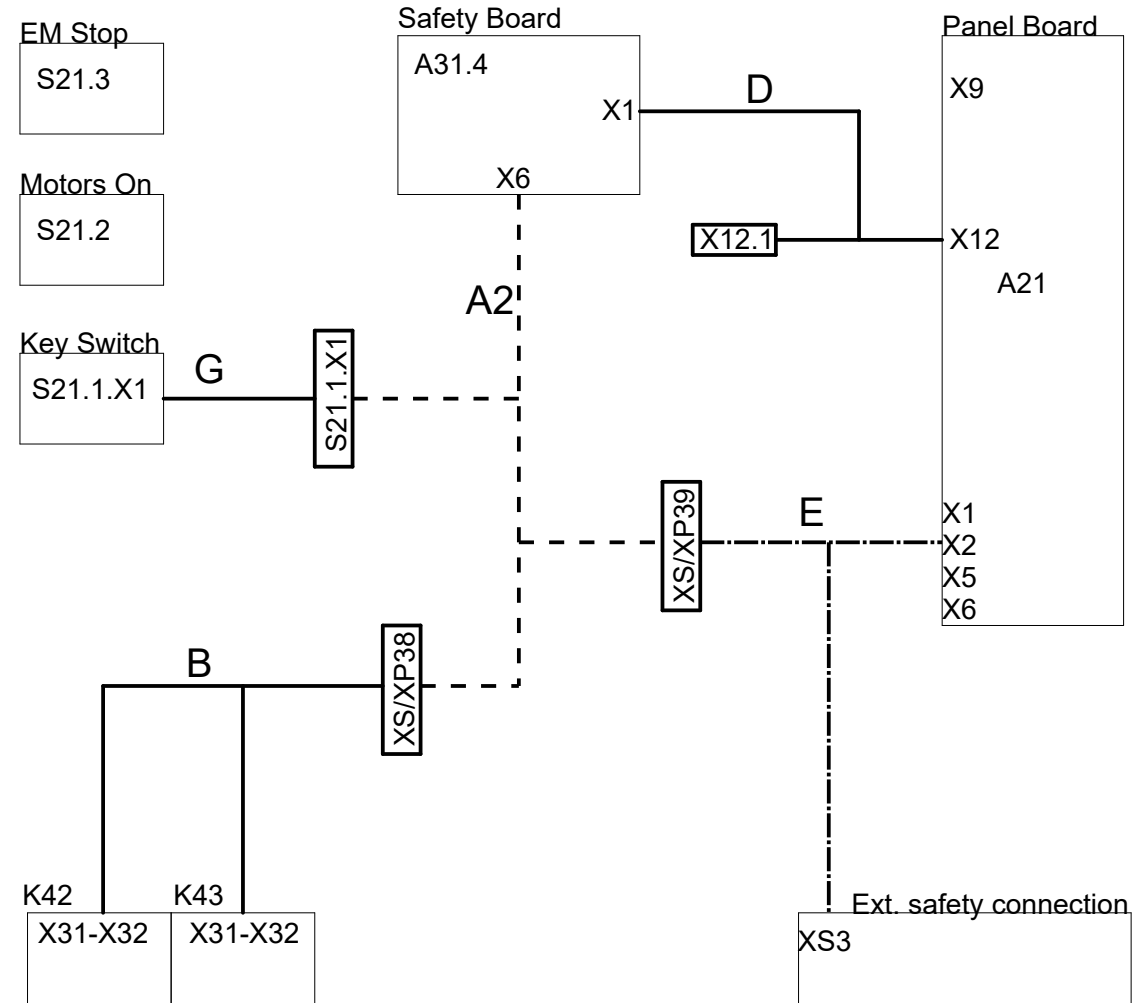 EM Stop
S21.3
Safety Board
A31.4
X1
X6
D
Panel Board
X9
X12.1
X12
A21
Motors On
S21.2
A2
Key Switch
S21.1.X1
G
S21.1.X1
XS/XP39
E
X1
X2
X5
X6
B
XS/XP38
K42
X31-X32
K43
X31-X32
Ext. safety connection
XS3